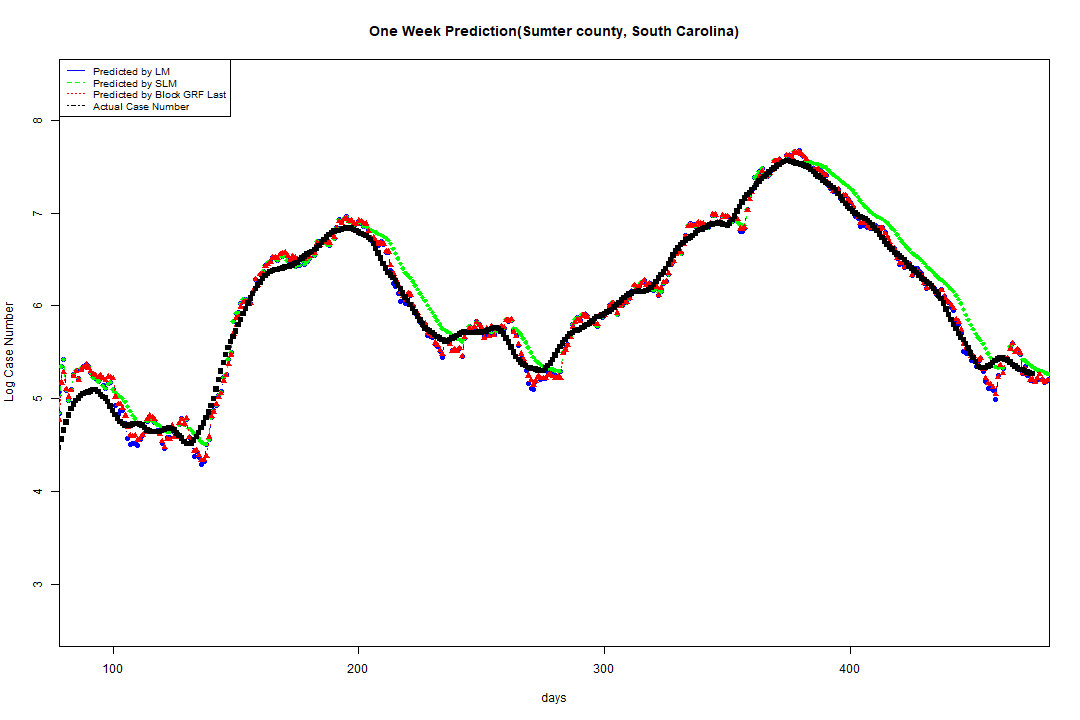 One Week Prediction(Sumter county, South Carolina)
Predicted by LM
Predicted by SLM
Predicted by Block GRF Last
Actual Case Number
8
7
6
5
4
3
Log Case Number
100
200
300
400
days